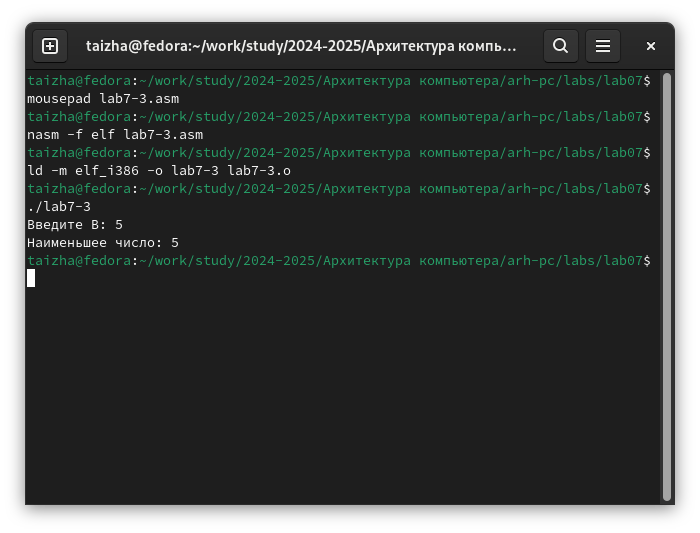 taizha@fedora:~/work/study/2024-2025/Архитектура компь…
taizha@fedora:~/work/study/2024-2025/Архитектура компьютера/arh-pc/labs/lab07$
mousepad lab7-3.asm
taizha@fedora:~/work/study/2024-2025/Архитектура компьютера/arh-pc/labs/lab07$
nasm -f elf lab7-3.asm
taizha@fedora:~/work/study/2024-2025/Архитектура компьютера/arh-pc/labs/lab07$
ld -m elf_i386 -o lab7-3 lab7-3.o
taizha@fedora:~/work/study/2024-2025/Архитектура компьютера/arh-pc/labs/lab07$
./lab7-3
Введите В: 5
Наименьшее число: 5
taizha@fedora:~/work/study/2024-2025/Архитектура компьютера/arh-pc/labs/lab07$